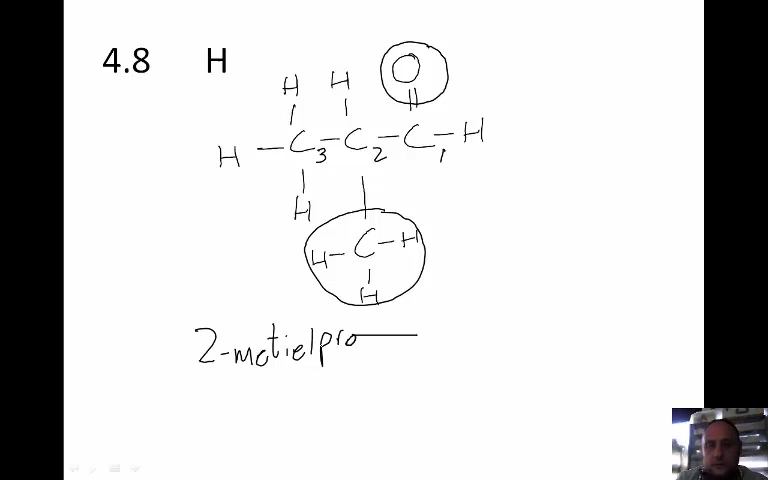 4.8 H
H H O
H C3 C2 C1 H
H
H C H
H
2-metielpro